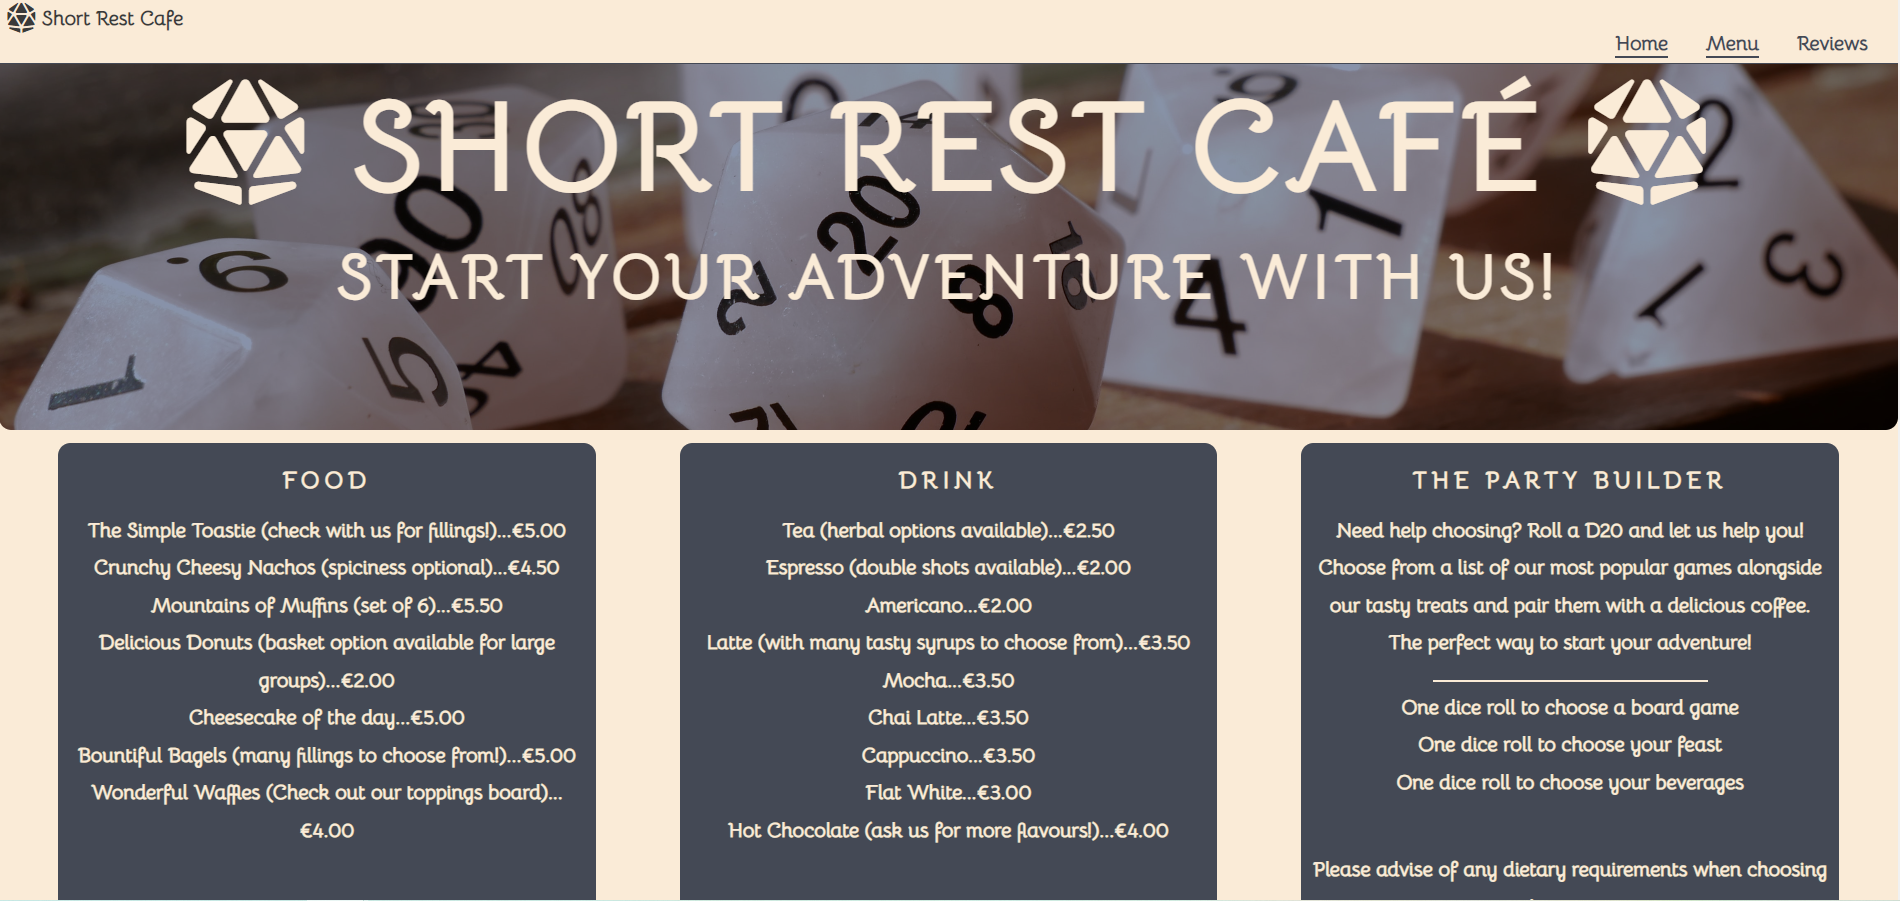 Short Rest Cafe
Home Menu Reviews
SHORT REST CAFÉ
START YOUR ADVENTURE WITH US!
FOOD
The Simple Toastie (check with us for fillings!)...€5.00
Crunchy Cheesy Nachos (spiciness optional)...€4.50
Mountains of Muffins (set of 6)...€5.50
Delicious Donuts (basket option available for large
groups)...€2.00
Cheesecake of the day...€5.00
Bountiful Bagels (many fillings to choose from!)...€5.00
Wonderful Waffles (Check out our toppings board)...
€4.00
DRINK
Tea (herbal options available)...€2.50
Espresso (double shots available)...€2.00
Americano...€2.00
Latte (with many tasty syrups to choose from)...€3.50
Mocha...€3.50
Chai Latte...€3.50
Cappuccino...€3.50
Flat White...€3.00
Hot Chocolate (ask us for more flavours!)...€4.00
THE PARTY BUILDER
Need help choosing? Roll a D20 and let us help you!
Choose from a list of our most popular games alongside
our tasty treats and pair them with a delicious coffee.
The perfect way to start your adventure!
One dice roll to choose a board game
One dice roll to choose your feast
One dice roll to choose your beverages
Please advise of any dietary requirements when choosing